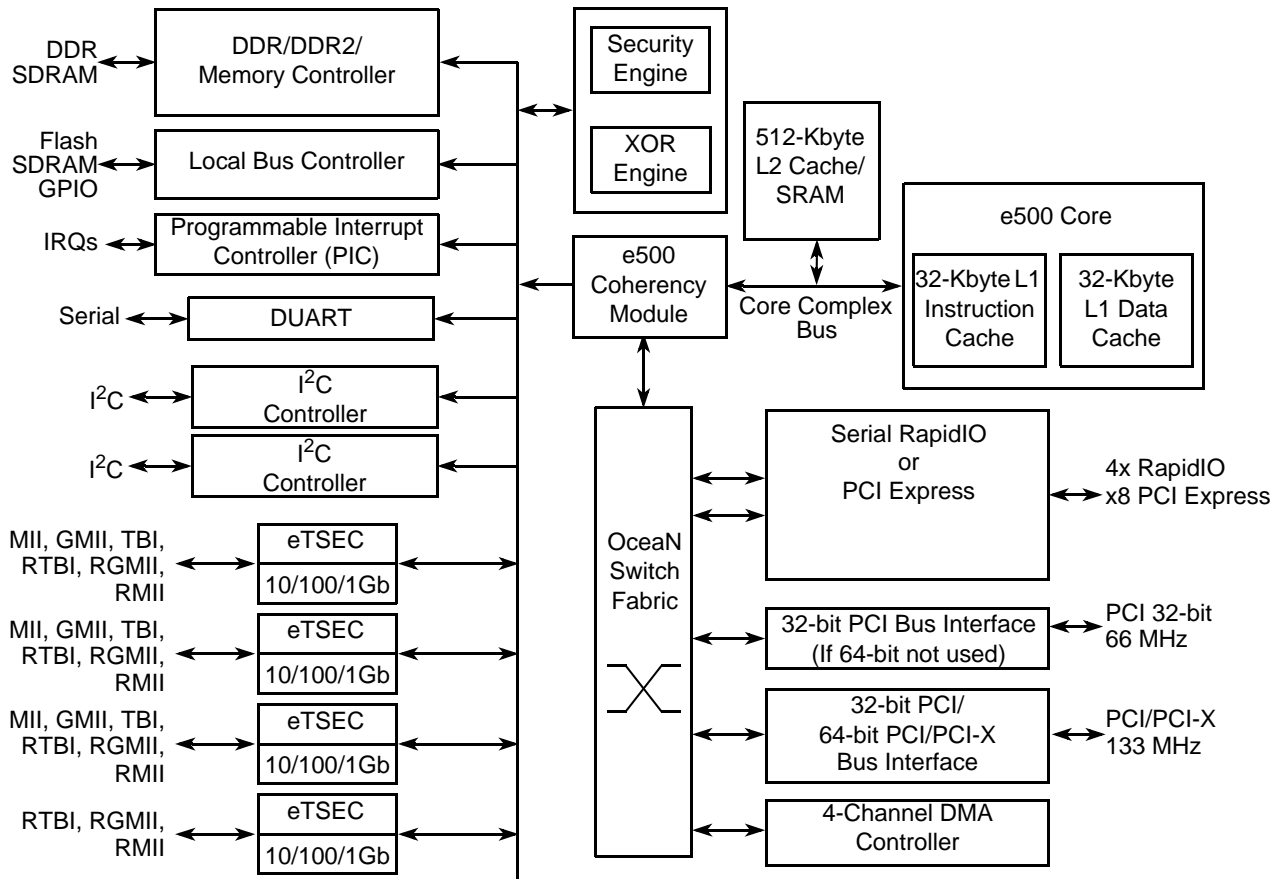 DDR
SDRAM
DDR/DDR2/
Memory Controller
Flash
SDRAM
GPIO
Local Bus Controller
IRQs
Programmable Interrupt
Controller (PIC)
Serial
DUART
I²C
I²C
Controller
I²C
I²C
Controller
MII, GMII, TBI,
RTBI, RGMII,
RMII
eTSEC
10/100/1Gb
MII, GMII, TBI,
RTBI, RGMII,
RMII
eTSEC
10/100/1Gb
MII, GMII, TBI,
RTBI, RGMII,
RMII
eTSEC
10/100/1Gb
RTBI, RGMII,
RMII
eTSEC
10/100/1Gb
Security
Engine
XOR
Engine
e500
Coherency
Module
512-Kbyte
L2 Cache/
SRAM
Core Complex
Bus
e500 Core
32-Kbyte L1
Instruction
Cache
32-Kbyte
L1 Data
Cache
OceaN
Switch
Fabric
Serial RapidIO
or
PCI Express
4x RapidIO
x8 PCI Express
32-bit PCI Bus Interface
(If 64-bit not used)
PCI 32-bit
66 MHz
32-bit PCI/
64-bit PCI/PCI-X
Bus Interface
PCI/PCI-X
133 MHz
4-Channel DMA
Controller